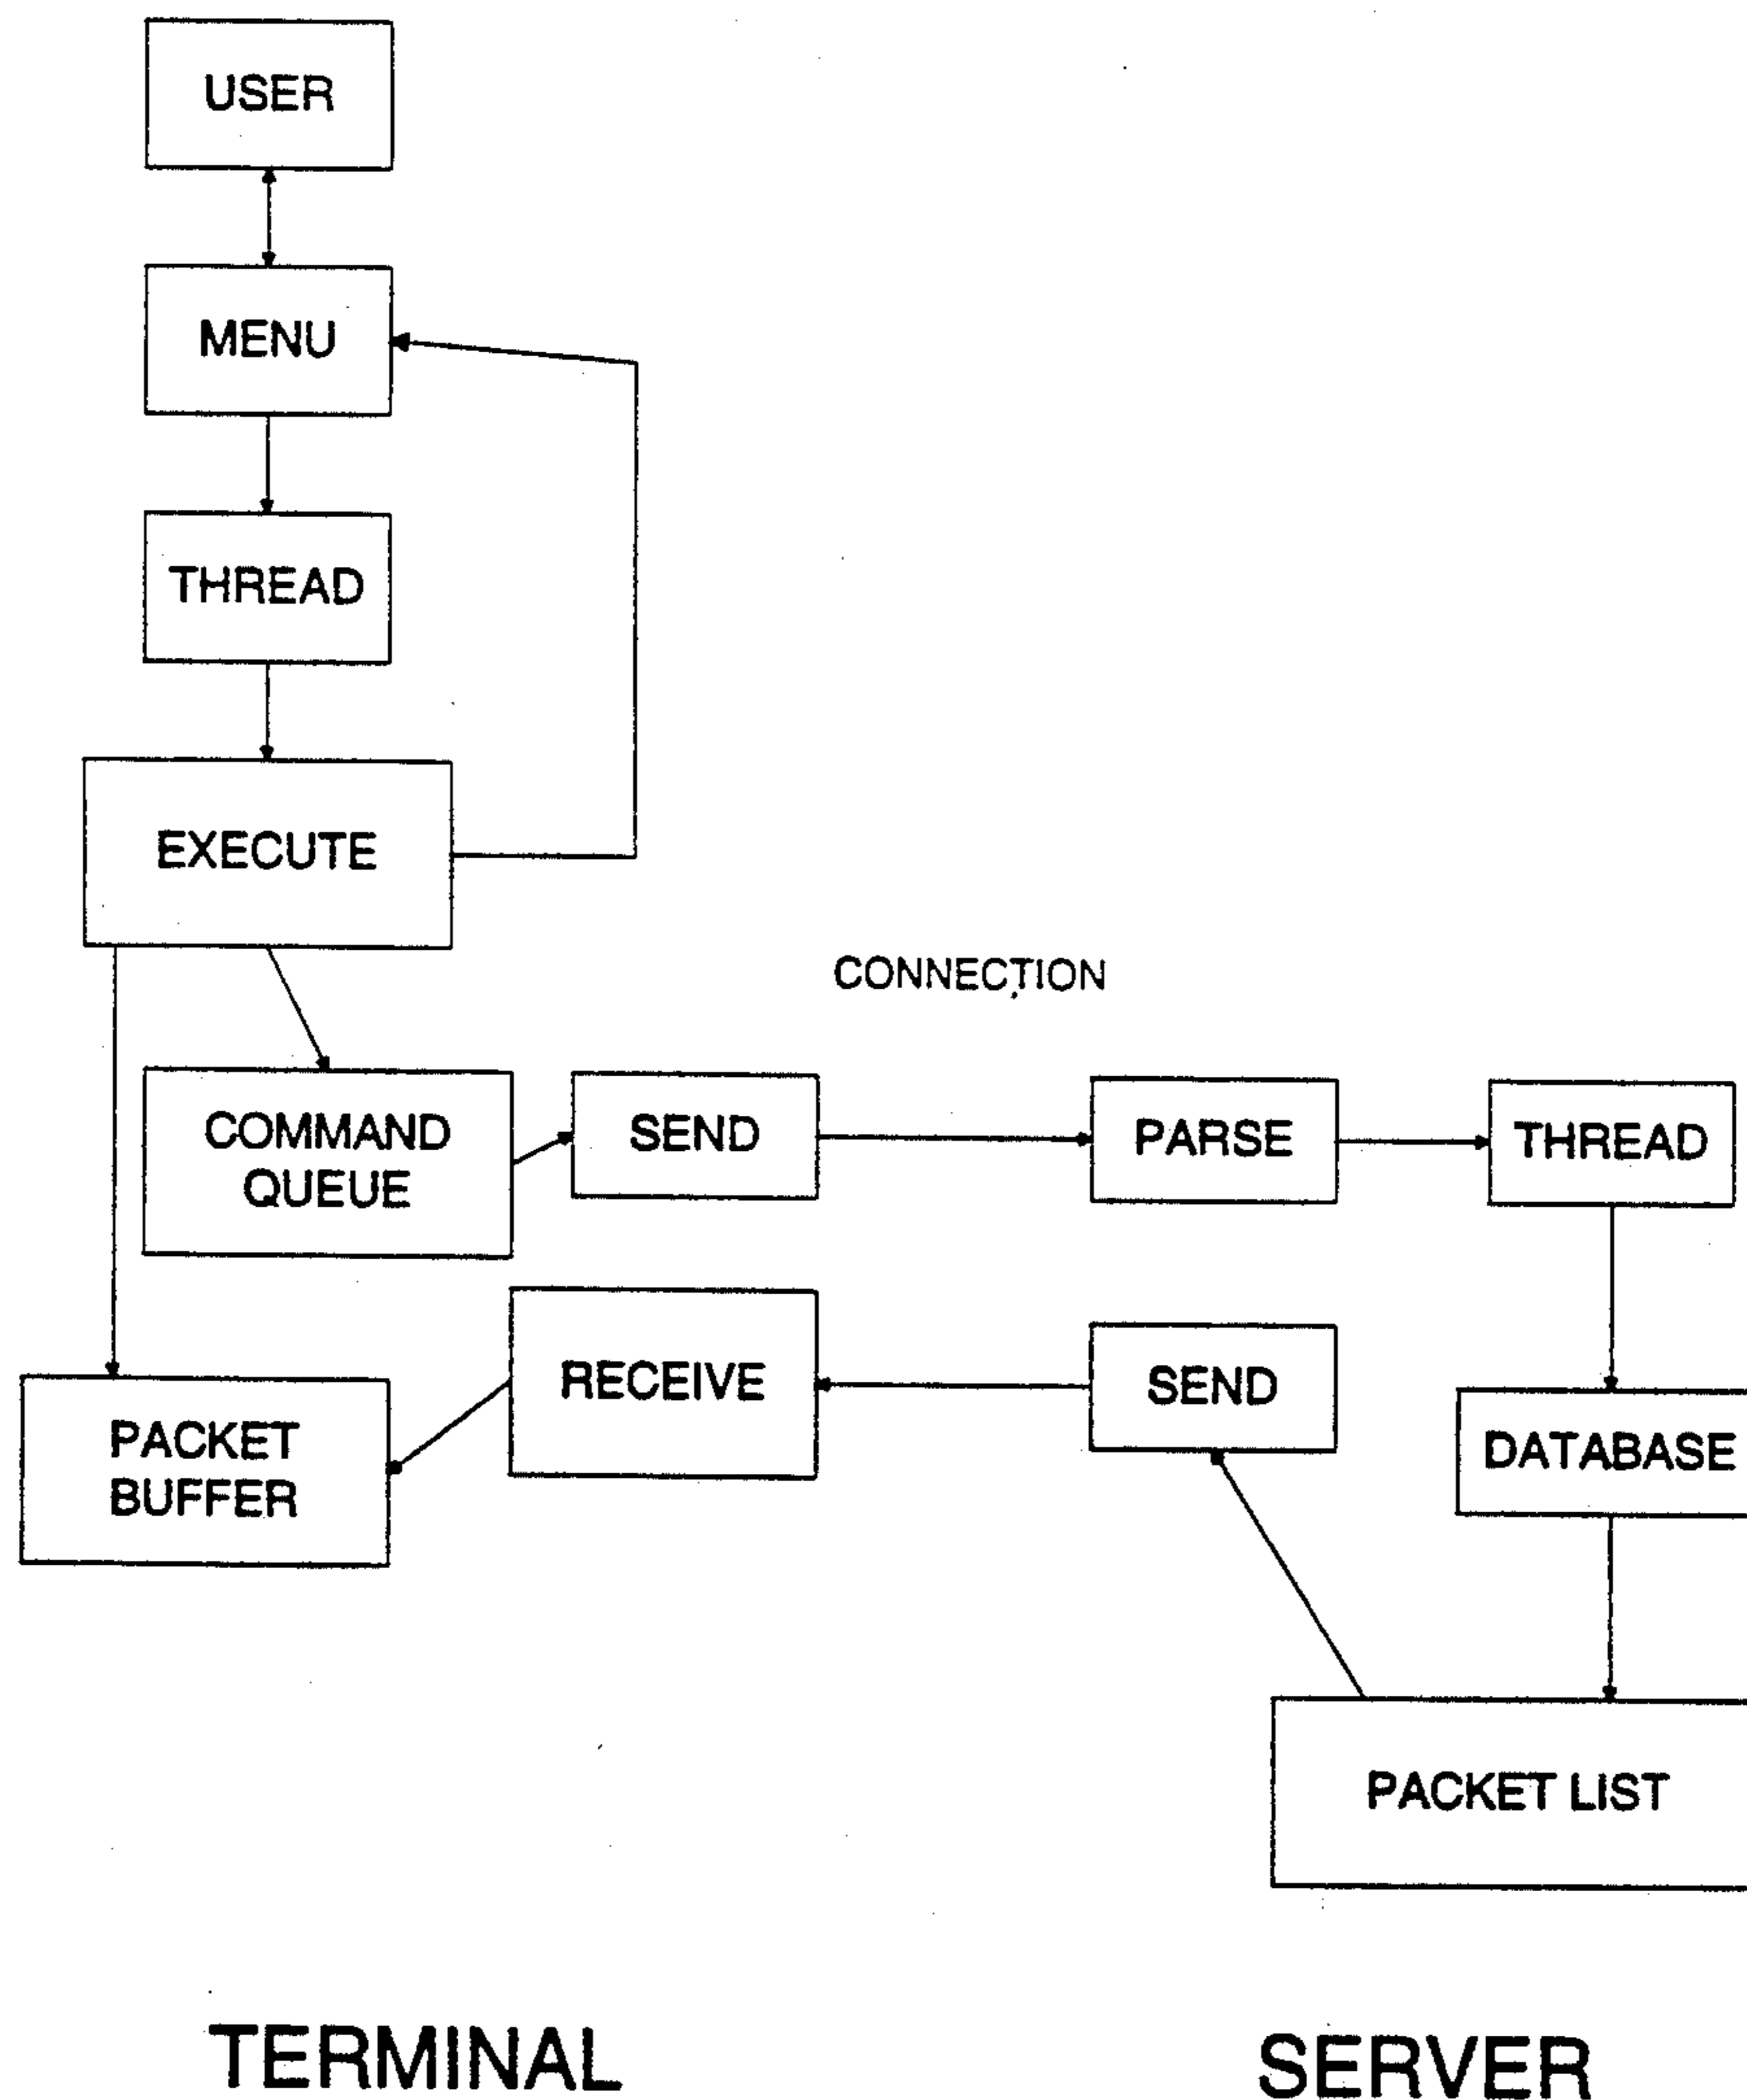 USER
MENU
THREAD
EXECUTE
CONNECTION
COMMAND
QUEUE
SEND
PARSE
THREAD
RECEIVE
SEND
PACKET
BUFFER
DATABASE
PACKET LIST
TERMINAL
SERVER